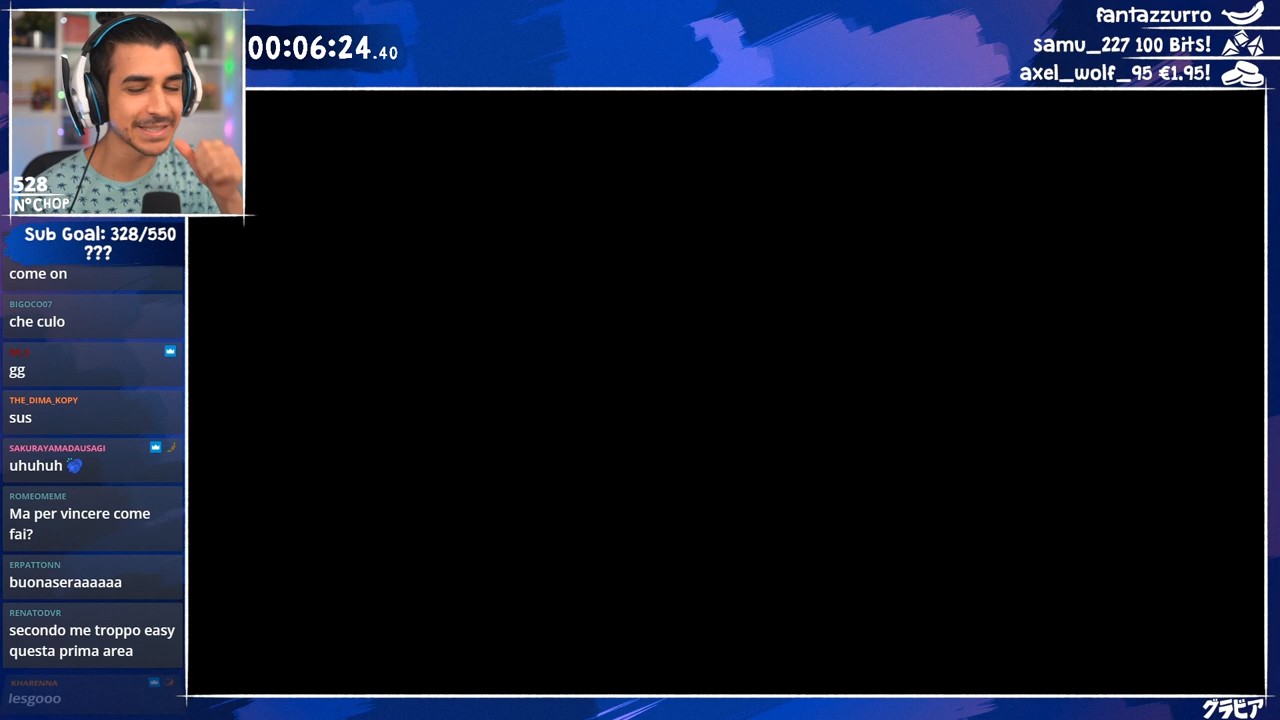 00:06:24.40
fantazzurro
samu_227 100 Bits!
axel_wolf_95 €1.95!
528
N°CHOP
Sub Goal: 328/550
???
come on
BIGOCO07
che culo
gg
THE_DIMA_KOPY
sus
SAKURAYAMADAUSAGI
uhuhuh
ROMEOMEME
Ma per vincere come
fai?
ERPATTONN
buonaseraaaaaa
RENATODVR
secondo me troppo easy
questa prima area
KHARENNA
lesgooo
グラビア